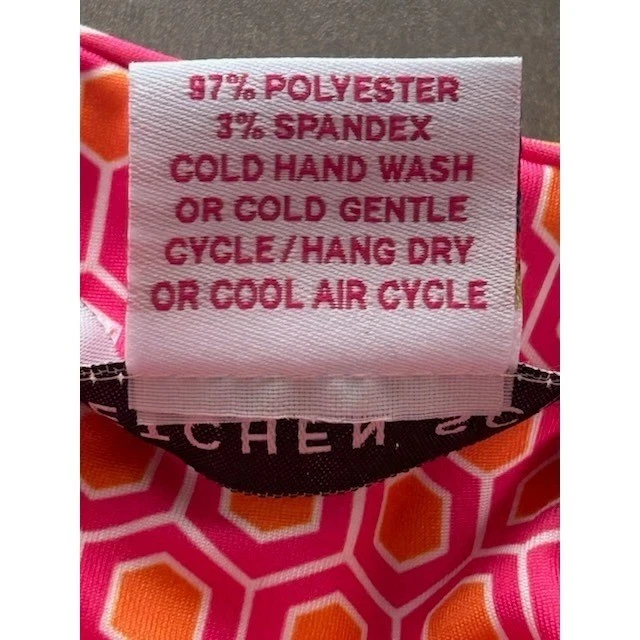 97% POLYESTER
3% SPANDEX
COLD HAND WASH
OR COLD GENTLE
CYCLE/HANG DRY
OR COOL AIR CYCLE